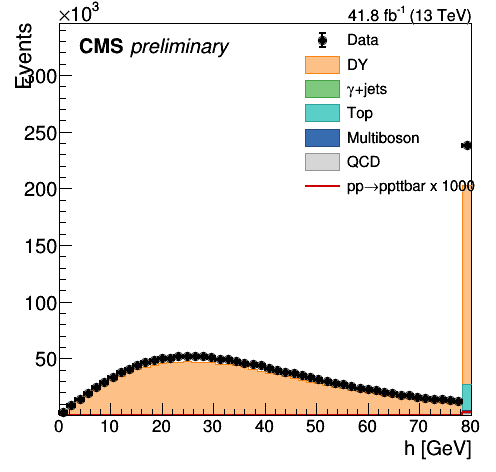 ×10³
41.8 fb⁻¹ (13 TeV)
Events
CMS preliminary
Data
DY
γ+jets
Top
Multiboson
QCD
pp→ppttbar x 1000
300
250
200
150
100
50
0 10 20 30 40 50 60 70 80
h [GeV]